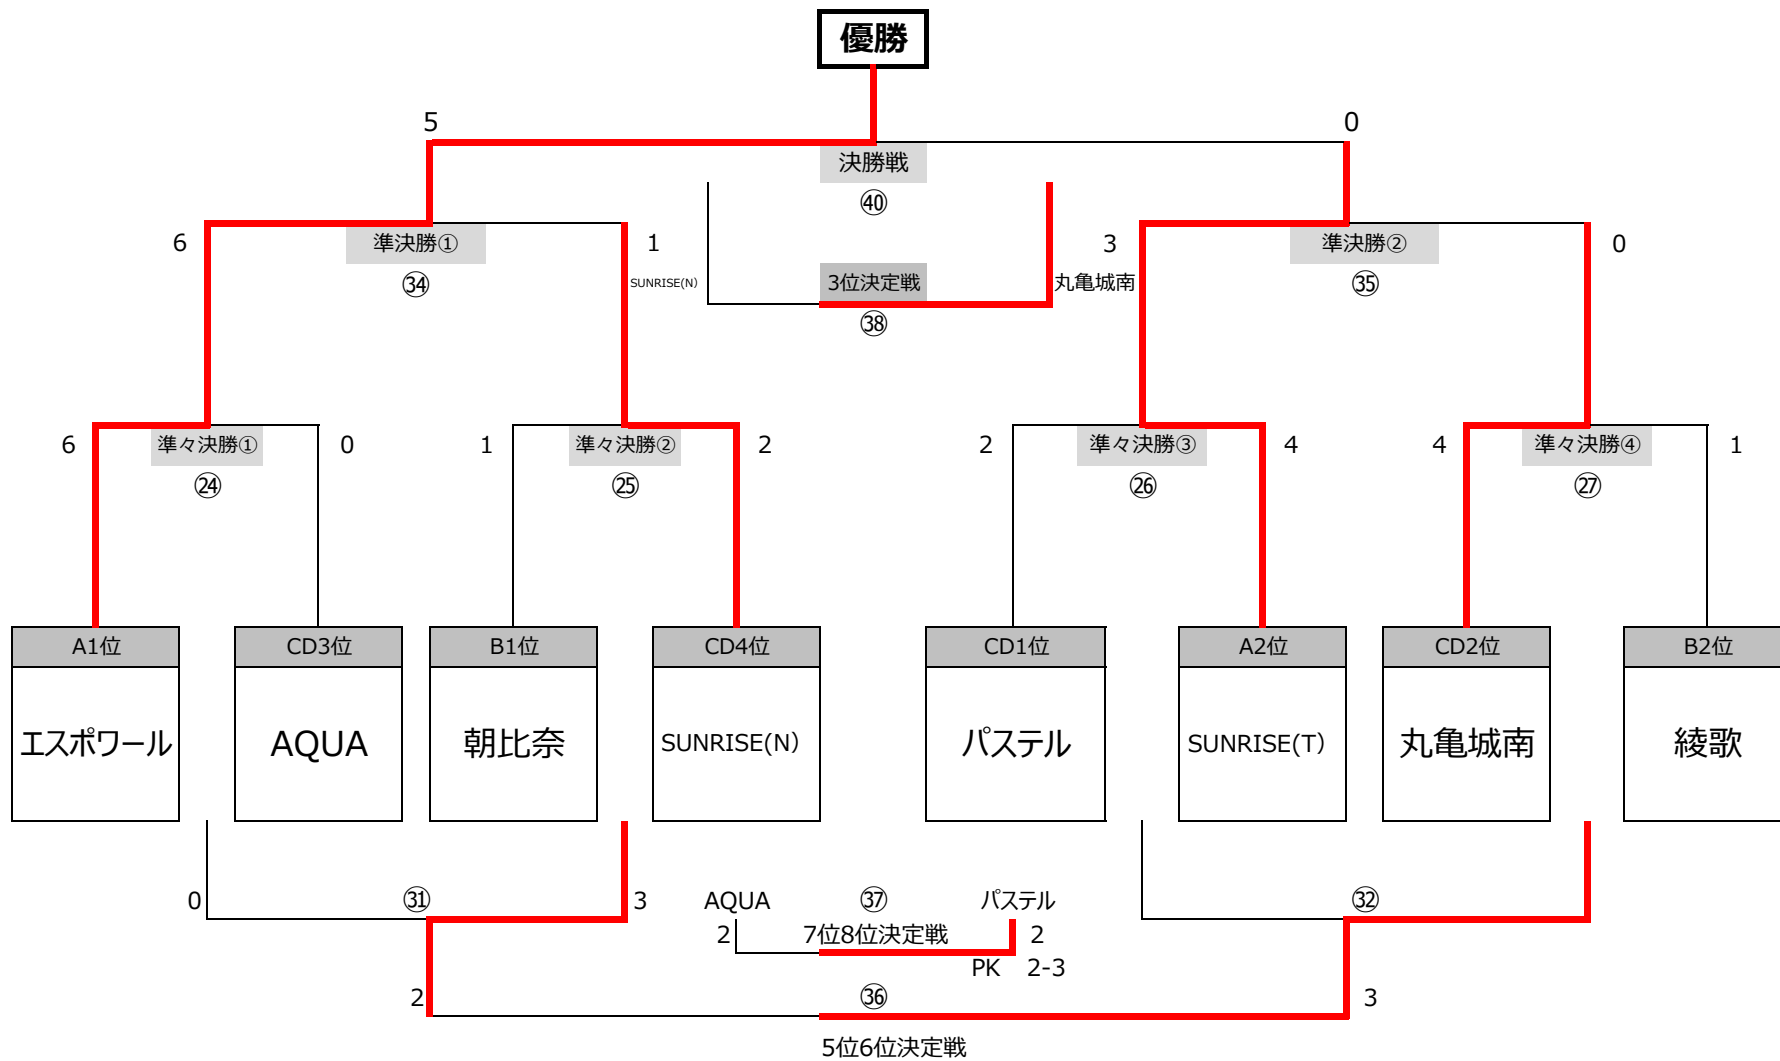 優勝
5 0
決勝戦
㊵
6 準決勝① 1 3 準決勝② 0
㉞ SUNRISE(N) 3位決定戦 丸亀城南 ㉟
㊳
6 準々決勝① 0 1 準々決勝② 2 2 準々決勝③ 4 4 準々決勝④ 1
㉔ ㉕ ㉖ ㉗
A1位 CD3位 B1位 CD4位 CD1位 A2位 CD2位 B2位
エスポワール AQUA 朝比奈 SUNRISE(N) パステル SUNRISE(T) 丸亀城南 綾歌
0 ㉛ 3 AQUA ㊲ パステル ㉜
2 7位8位決定戦 2
PK 2-3
2 ㊱ 3
5位6位決定戦